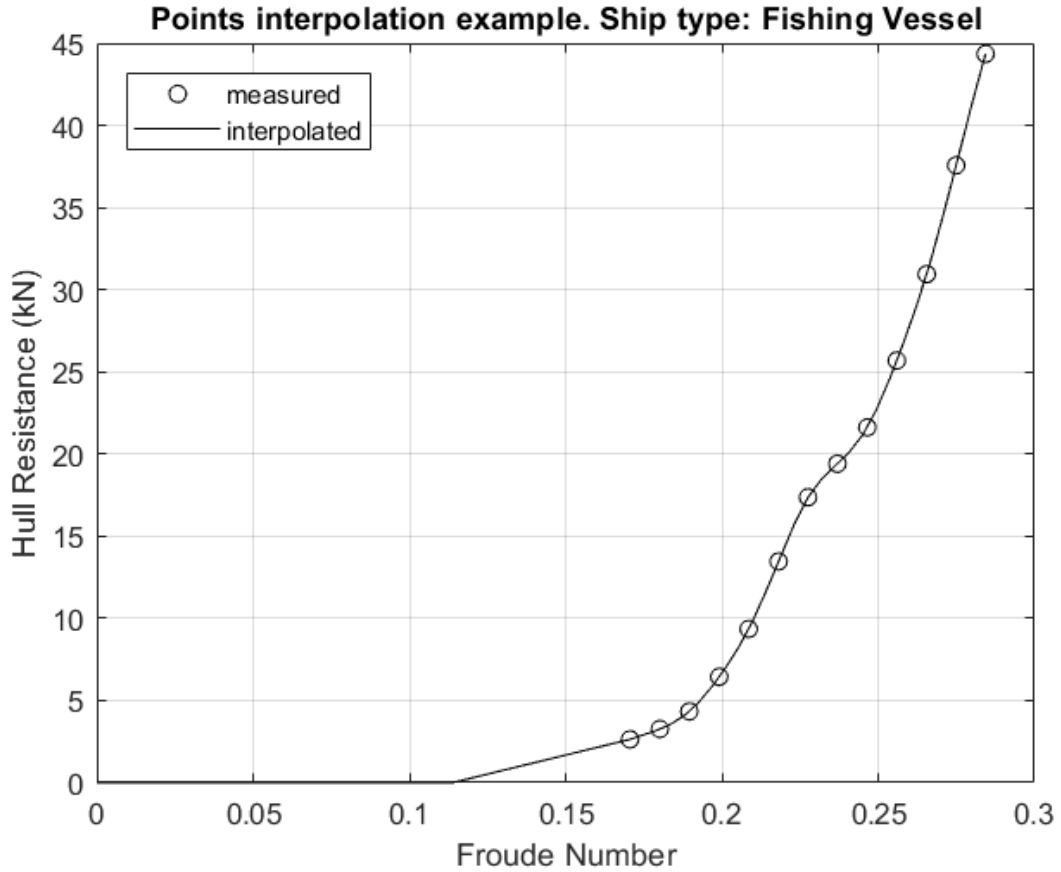 Points interpolation example. Ship type: Fishing Vessel
45
40
35
30
25
20
15
10
5
0
measured
interpolated
Hull Resistance (kN)
0 0.05 0.1 0.15 0.2 0.25 0.3
Froude Number